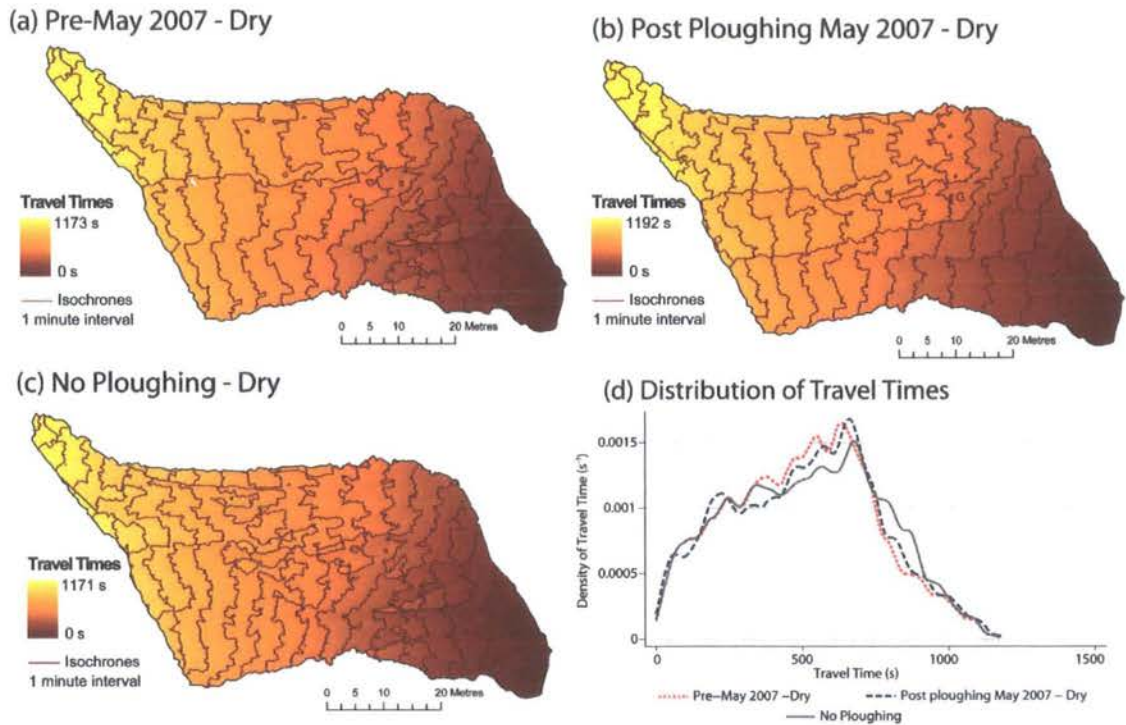 (a) Pre-May 2007 - Dry
Travel Times
1173 s
0 s
Isochrones
1 minute interval
0 5 10 20 Metres
(b) Post Ploughing May 2007 - Dry
Travel Times
1192 s
0 s
Isochrones
1 minute interval
0 5 10 20 Metres
(c) No Ploughing - Dry
Travel Times
1171 s
0 s
Isochrones
1 minute interval
0 5 10 20 Metres
(d) Distribution of Travel Times
Density of Travel Time (s⁻¹)
0.0015
0.001
0.0005
0
0 500 1000 1500
Travel Time (s)
Pre–May 2007 –Dry
Post ploughing May 2007 – Dry
No Ploughing